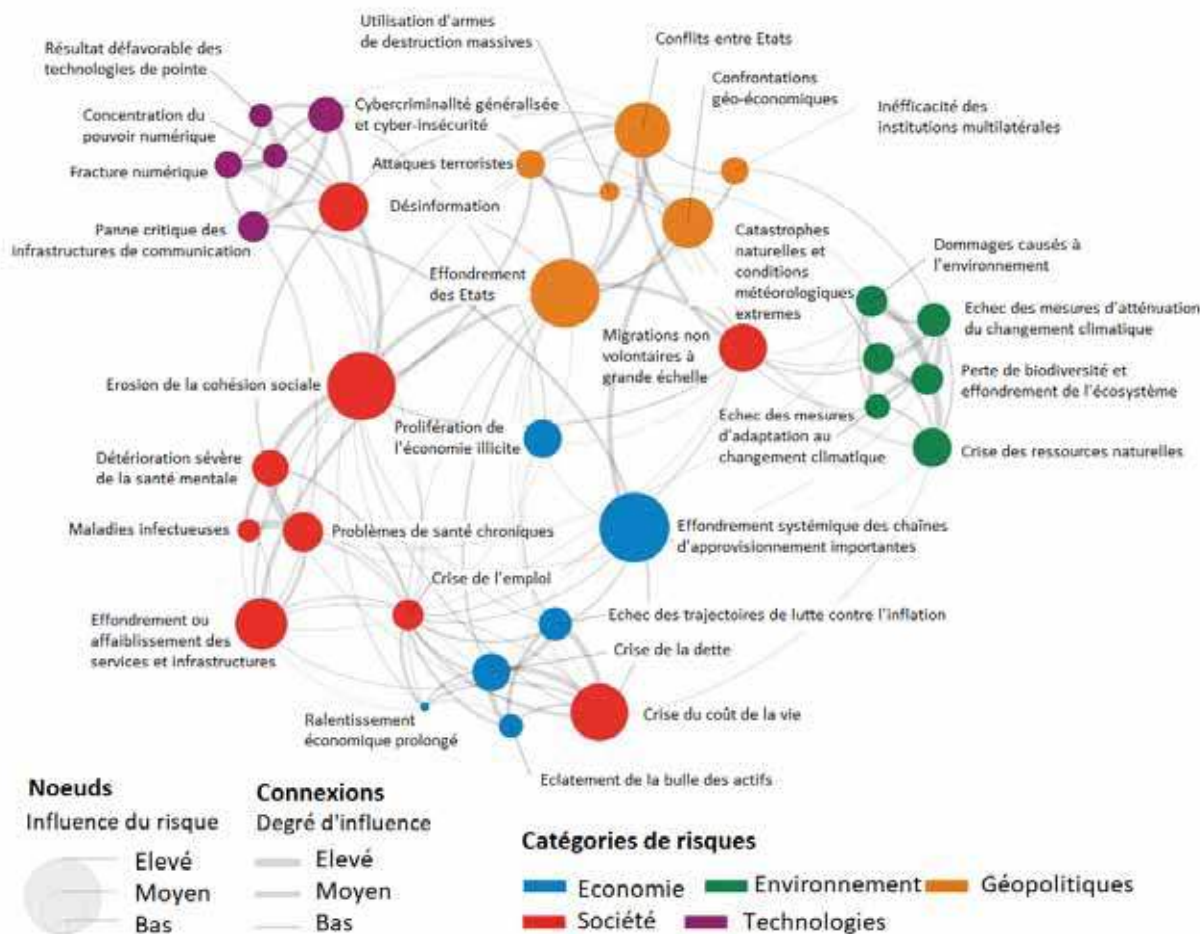 Utilisation d'armes
de destruction massives
Conflits entre Etats
Résultat défavorable des
technologies de pointe
Confrontations
géo-économiques
Concentration du
pouvoir numérique
Cybercriminalité généralisée
et cyber-insécurité
Inéfficacité des
institutions multilatérales
Fracture numérique
Attaques terroristes
Désinformation
Panne critique des
infrastructures de communication
Catastrophes
naturelles et
conditions
météorologiques
extremes
Dommages causés à
l'environnement
Effondrement
des Etats
Echec des mesures d'atténuation
du changement climatique
Migrations non
volontaires à
grande échelle
Erosion de la cohésion sociale
Perte de biodiversité et
effondrement de l'écosystème
Prolifération de
l'économie illicite
Echec des mesures
d'adaptation au
changement climatique
Crise des ressources naturelles
Détérioration sévère
de la santé mentale
Maladies infectueuses
Problèmes de santé chroniques
Effondrement systémique des chaînes
d'approvisionnement importantes
Crise de l'emploi
Effondrement ou
affaiblissement des
services et infrastructures
Echec des trajectoires de lutte contre l'inflation
Crise de la dette
Crise du coût de la vie
Ralentissement
économique prolongé
Eclatement de la bulle des actifs
Noeuds
Influence du risque
Elevé
Moyen
Bas
Connexions
Degré d'influence
Elevé
Moyen
Bas
Catégories de risques
Economie
Environnement
Géopolitiques
Société
Technologies